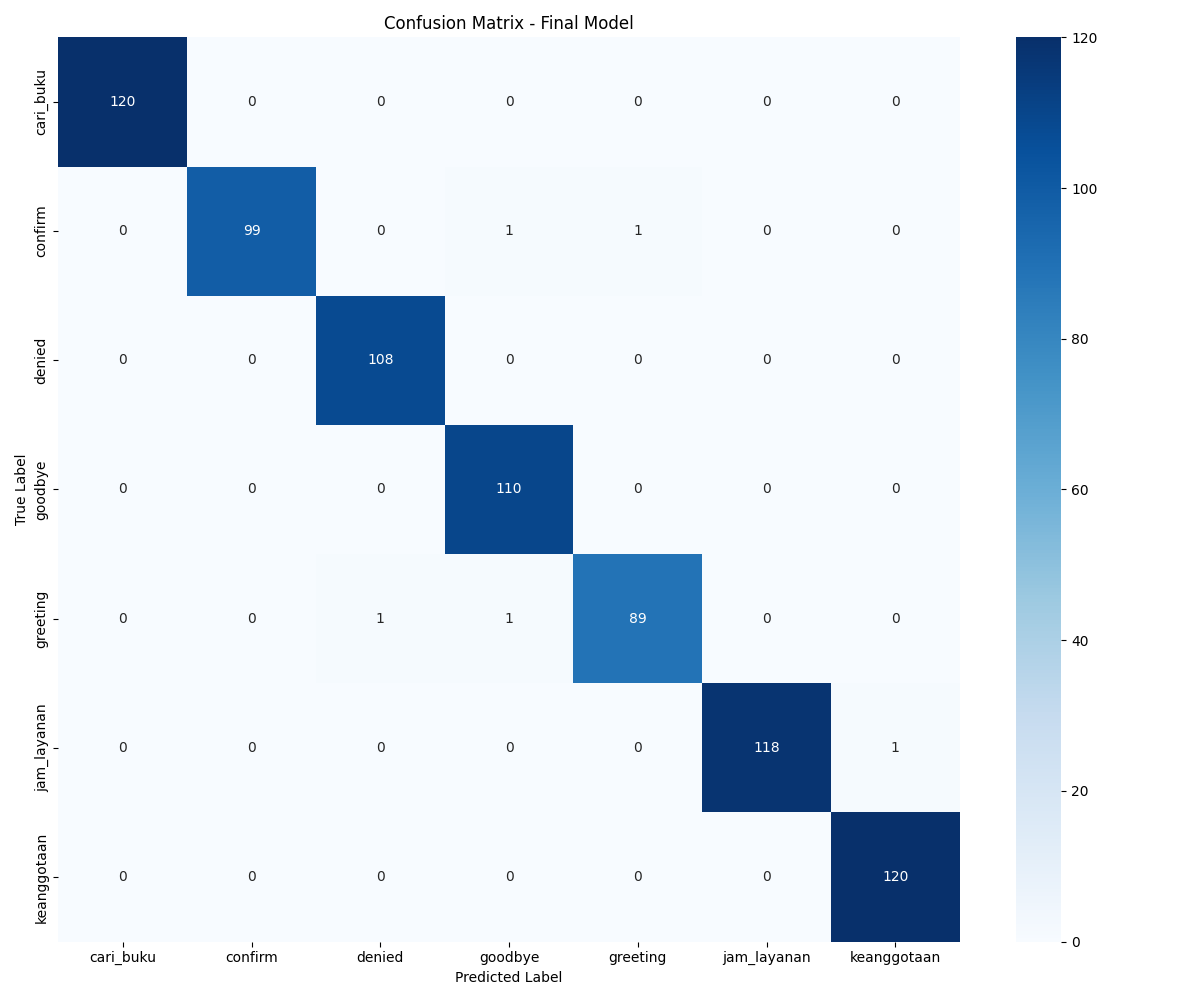 Confusion Matrix - Final Model
True Label
cari_buku 120 0 0 0 0 0 0
confirm 0 99 0 1 1 0 0
denied 0 0 108 0 0 0 0
goodbye 0 0 0 110 0 0 0
greeting 0 0 1 1 89 0 0
jam_layanan 0 0 0 0 0 118 1
keanggotaan 0 0 0 0 0 0 120
cari_buku confirm denied goodbye greeting jam_layanan keanggotaan
Predicted Label
120
100
80
60
40
20
0